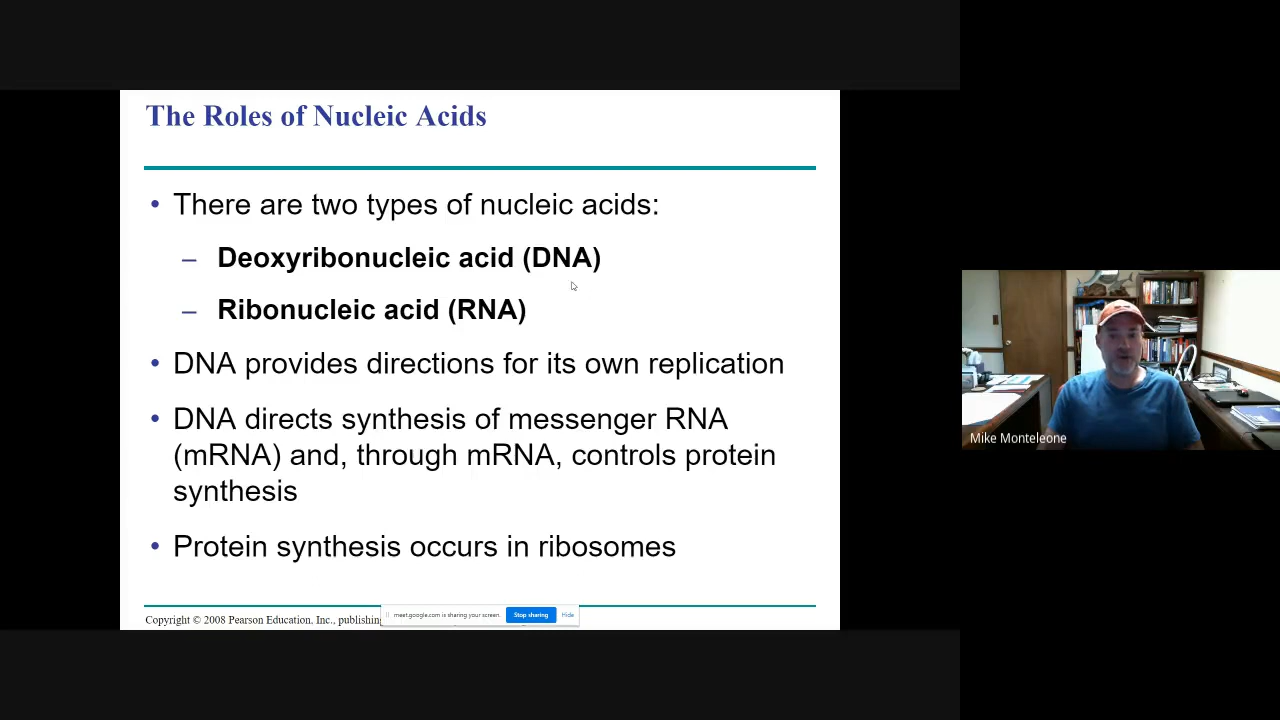 The Roles of Nucleic Acids
• There are two types of nucleic acids:
– Deoxyribonucleic acid (DNA)
– Ribonucleic acid (RNA)
• DNA provides directions for its own replication
• DNA directs synthesis of messenger RNA
(mRNA) and, through mRNA, controls protein
synthesis
• Protein synthesis occurs in ribosomes
Copyright © 2008 Pearson Education, Inc., publishing
meet.google.com is sharing your screen.
Stop sharing
Hide
Mike Monteleone